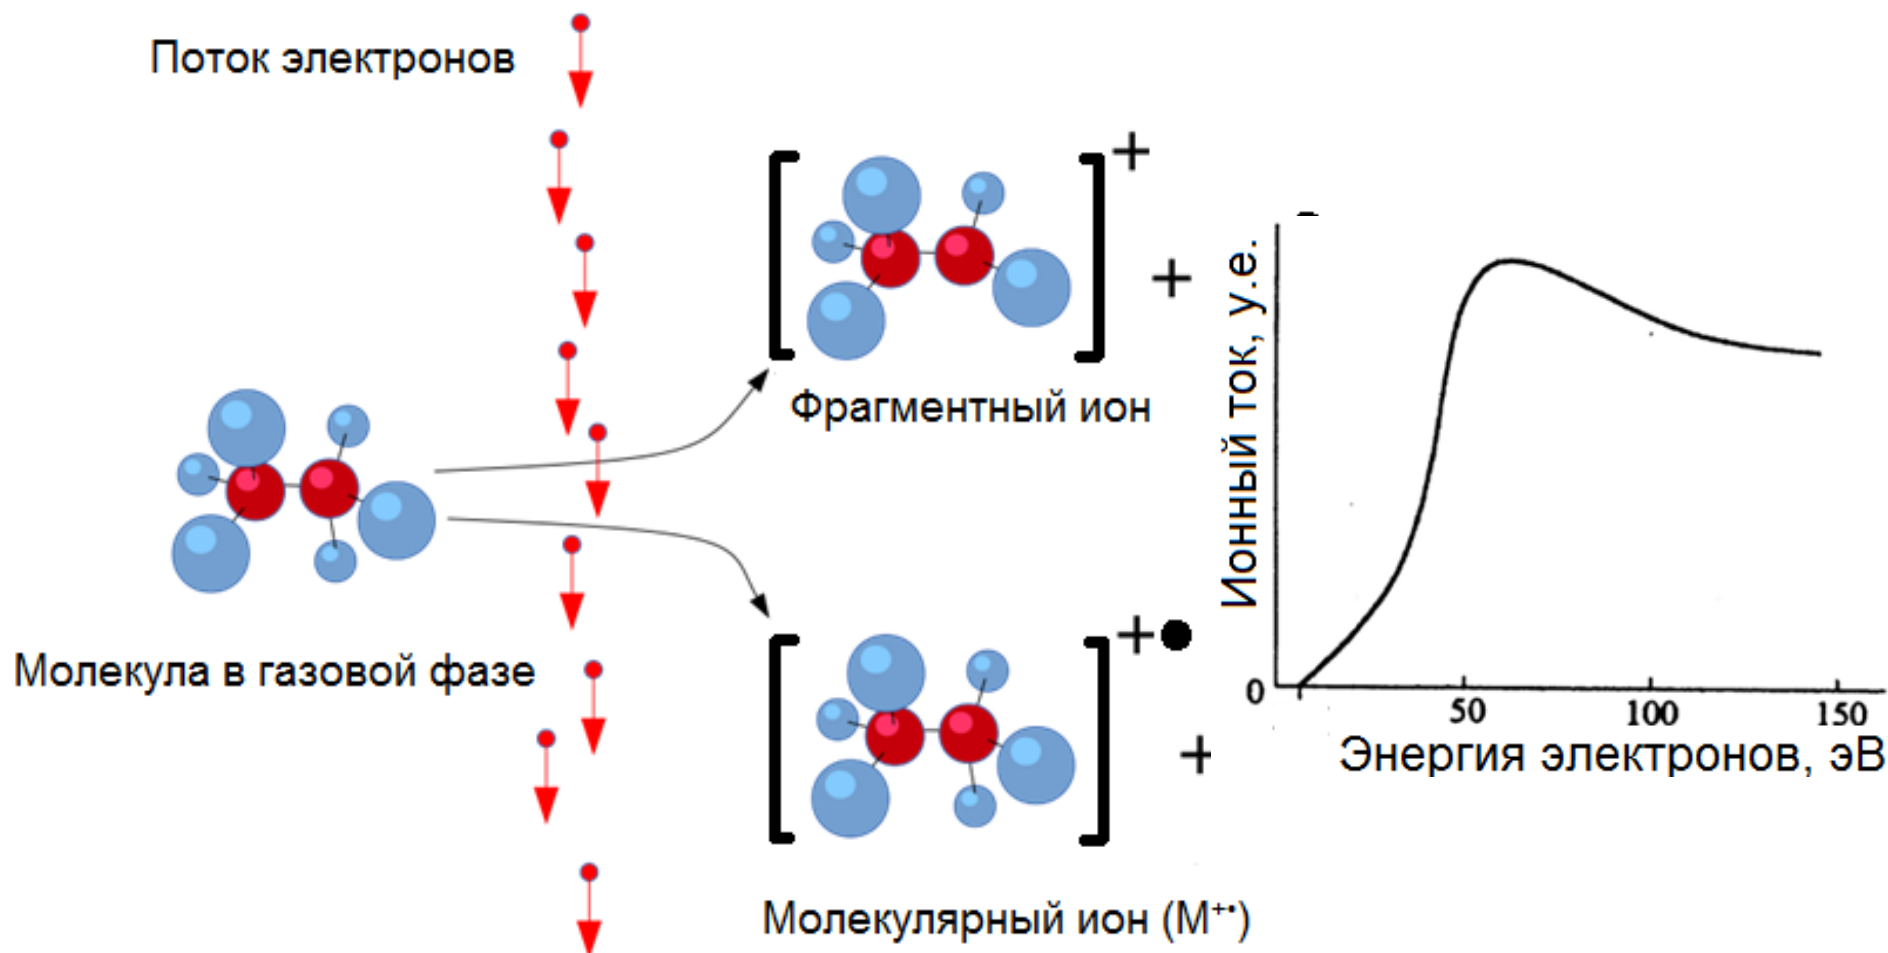 Поток электронов
+
+
Фрагментный ион
Молекула в газовой фазе
+●
+
Молекулярный ион (M⁺·)
Ионный ток, у.е.
0
50
100
150
Энергия электронов, эВ